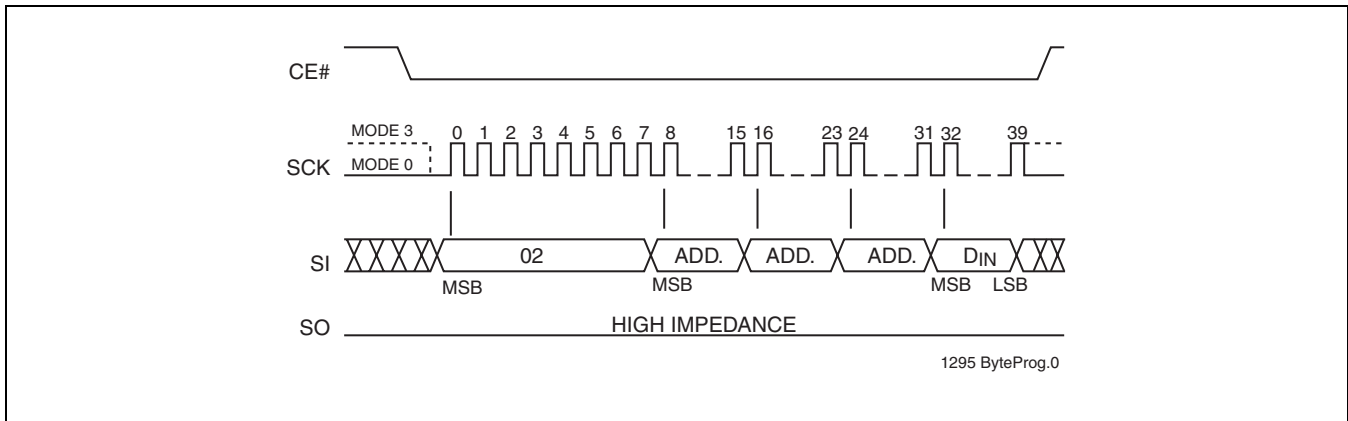 CE#
MODE 3
0 1 2 3 4 5 6 7 8 15 16 23 24 31 32 39
SCK
MODE 0
SI
02
ADD.
ADD.
ADD.
DIN
MSB
MSB
MSB
LSB
SO
HIGH IMPEDANCE
1295 ByteProg.0